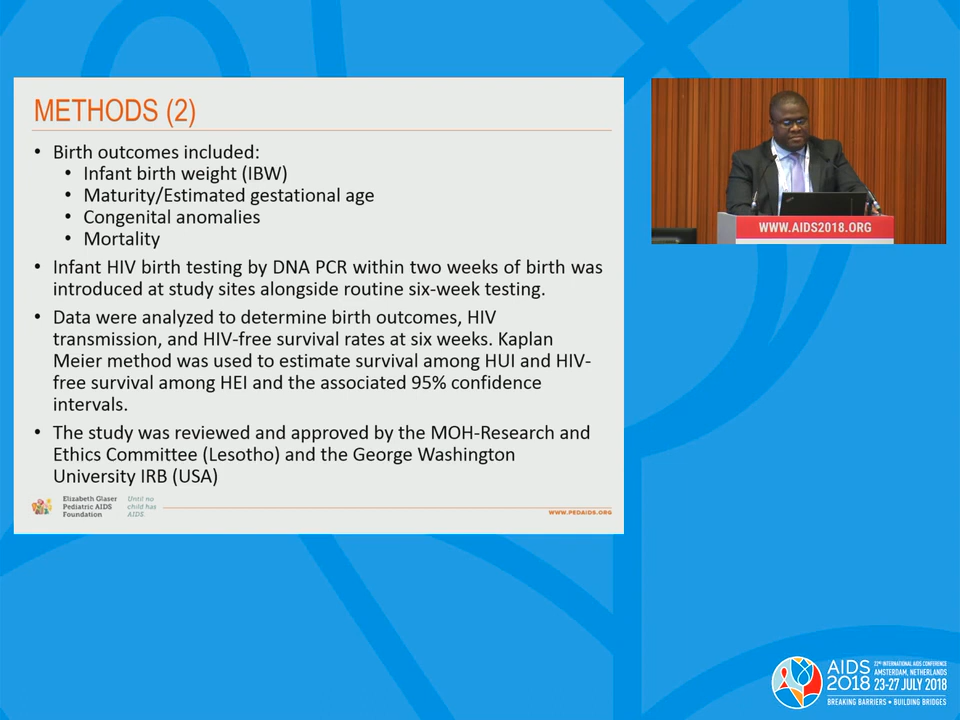 METHODS (2)
• Birth outcomes included:
• Infant birth weight (IBW)
• Maturity/Estimated gestational age
• Congenital anomalies
• Mortality
• Infant HIV birth testing by DNA PCR within two weeks of birth was
introduced at study sites alongside routine six-week testing.
• Data were analyzed to determine birth outcomes, HIV
transmission, and HIV-free survival rates at six weeks. Kaplan
Meier method was used to estimate survival among HUI and HIV-
free survival among HEI and the associated 95% confidence
intervals.
• The study was reviewed and approved by the MOH-Research and
Ethics Committee (Lesotho) and the George Washington
University IRB (USA)
Elizabeth Glaser
Pediatric AIDS
Foundation
Until no
child has
AIDS.
WWW.PEDAIDS.ORG
WWW.AIDS2018.ORG
AIDS
2018
22ND INTERNATIONAL AIDS CONFERENCE
AMSTERDAM, NETHERLANDS
23-27 JULY 2018
BREAKING BARRIERS • BUILDING BRIDGES